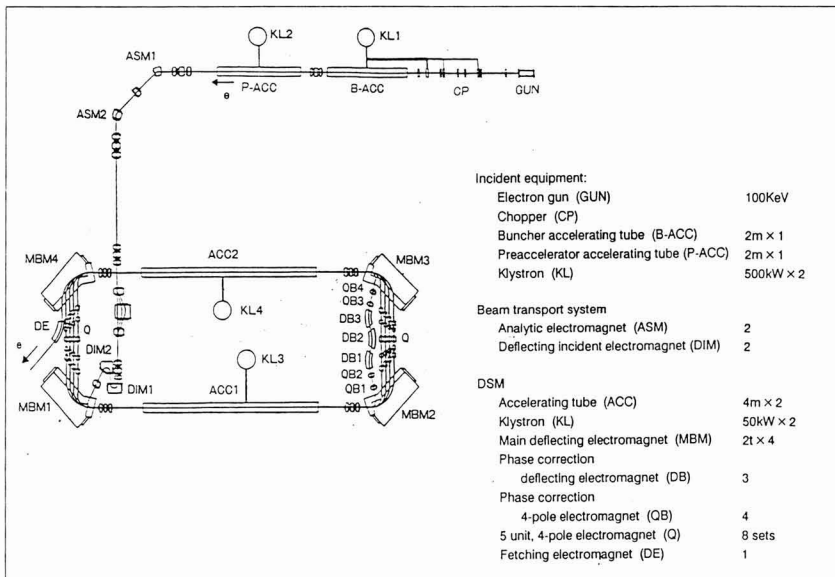 KL2
KL1
ASM1
e
P-ACC
B-ACC
CP
GUN
ASM2
MBM4
ACC2
MBM3
KL4
QB4
QB3
DB3
DB2
DB1
QB2
QB1
Q
DE
Q
e
DIM2
DIM1
KL3
ACC1
MBM1
MBM2
Incident equipment:
Electron gun (GUN) 100KeV
Chopper (CP)
Buncher accelerating tube (B-ACC) 2m × 1
Preaccelerator accelerating tube (P-ACC) 2m × 1
Klystron (KL) 500kW × 2
Beam transport system
Analytic electromagnet (ASM) 2
Deflecting incident electromagnet (DIM) 2
DSM
Accelerating tube (ACC) 4m × 2
Klystron (KL) 50kW × 2
Main deflecting electromagnet (MBM) 2t × 4
Phase correction
deflecting electromagnet (DB) 3
Phase correction
4-pole electromagnet (QB) 4
5 unit, 4-pole electromagnet (Q) 8 sets
Fetching electromagnet (DE) 1